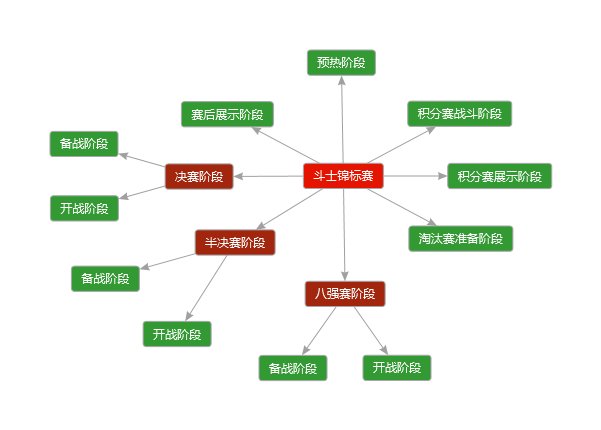 预热阶段
赛后展示阶段
积分赛战斗阶段
备战阶段
决赛阶段
斗士锦标赛
积分赛展示阶段
开战阶段
半决赛阶段
淘汰赛准备阶段
备战阶段
八强赛阶段
开战阶段
备战阶段
开战阶段